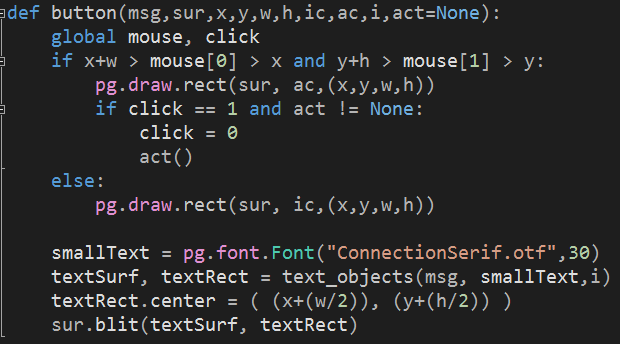 def button(msg,sur,x,y,w,h,ic,ac,i,act=None):
    global mouse, click
    if x+w > mouse[0] > x and y+h > mouse[1] > y:
        pg.draw.rect(sur, ac,(x,y,w,h))
        if click == 1 and act != None:
            click = 0
            act()
    else:
        pg.draw.rect(sur, ic,(x,y,w,h))

    smallText = pg.font.Font("ConnectionSerif.otf",30)
    textSurf, textRect = text_objects(msg, smallText,i)
    textRect.center = ( (x+(w/2)), (y+(h/2)) )
    sur.blit(textSurf, textRect)